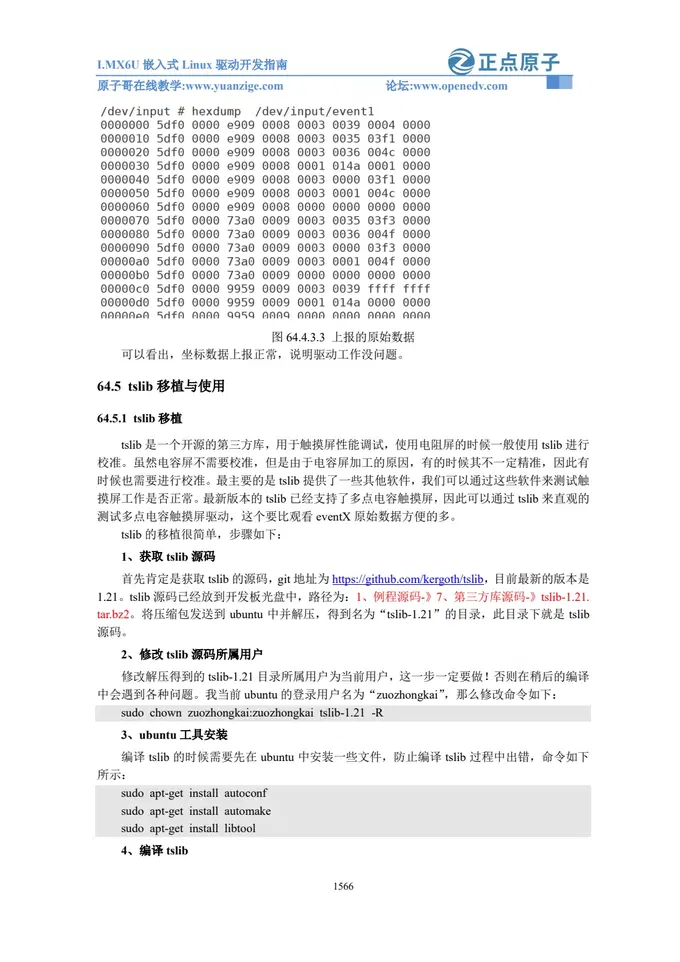 I.MX6U 嵌入式 Linux 驱动开发指南
正点原子
原子哥在线教学:www.yuanzige.com 论坛:www.openedv.com
/dev/input # hexdump /dev/input/event1
0000000 5df0 0000 e909 0008 0003 0039 0004 0000
0000010 5df0 0000 e909 0008 0003 0035 03f1 0000
0000020 5df0 0000 e909 0008 0003 0036 004c 0000
0000030 5df0 0000 e909 0008 0001 014a 0001 0000
0000040 5df0 0000 e909 0008 0003 0000 03f1 0000
0000050 5df0 0000 e909 0008 0003 0001 004c 0000
0000060 5df0 0000 e909 0008 0000 0000 0000 0000
0000070 5df0 0000 73a0 0009 0003 0035 03f3 0000
0000080 5df0 0000 73a0 0009 0003 0036 004f 0000
0000090 5df0 0000 73a0 0009 0003 0000 03f3 0000
00000a0 5df0 0000 73a0 0009 0003 0001 004f 0000
00000b0 5df0 0000 73a0 0009 0000 0000 0000 0000
00000c0 5df0 0000 9959 0009 0003 0039 ffff ffff
00000d0 5df0 0000 9959 0009 0001 014a 0000 0000
00000e0 5df0 0000 9959 0009 0000 0000 0000 0000
图 64.4.3.3 上报的原始数据
可以看出，坐标数据上报正常，说明驱动工作没问题。
64.5 tslib 移植与使用
64.5.1 tslib 移植
tslib 是一个开源的第三方库，用于触摸屏性能调试，使用电阻屏的时候一般使用 tslib 进行
校准。虽然电容屏不需要校准，但是由于电容屏加工的原因，有的时候其不一定精准，因此有
时候也需要进行校准。最主要的是 tslib 提供了一些其他软件，我们可以通过这些软件来测试触
摸屏工作是否正常。最新版本的 tslib 已经支持了多点电容触摸屏，因此可以通过 tslib 来直观的
测试多点电容触摸屏驱动，这个要比观看 eventX 原始数据方便的多。
tslib 的移植很简单，步骤如下：
1、获取 tslib 源码
首先肯定是获取 tslib 的源码，git 地址为 https://github.com/kergoth/tslib，目前最新的版本是
1.21。tslib 源码已经放到开发板光盘中，路径为：1、例程源码-》7、第三方库源码-》tslib-1.21.
tar.bz2。将压缩包发送到 ubuntu 中并解压，得到名为“tslib-1.21”的目录，此目录下就是 tslib
源码。
2、修改 tslib 源码所属用户
修改解压得到的 tslib-1.21 目录所属用户为当前用户，这一步一定要做！否则在稍后的编译
中会遇到各种问题。我当前 ubuntu 的登录用户名为“zuozhongkai”，那么修改命令如下：
sudo chown zuozhongkai:zuozhongkai tslib-1.21 -R
3、ubuntu 工具安装
编译 tslib 的时候需要先在 ubuntu 中安装一些文件，防止编译 tslib 过程中出错，命令如下
所示：
sudo apt-get install autoconf
sudo apt-get install automake
sudo apt-get install libtool
4、编译 tslib
1566